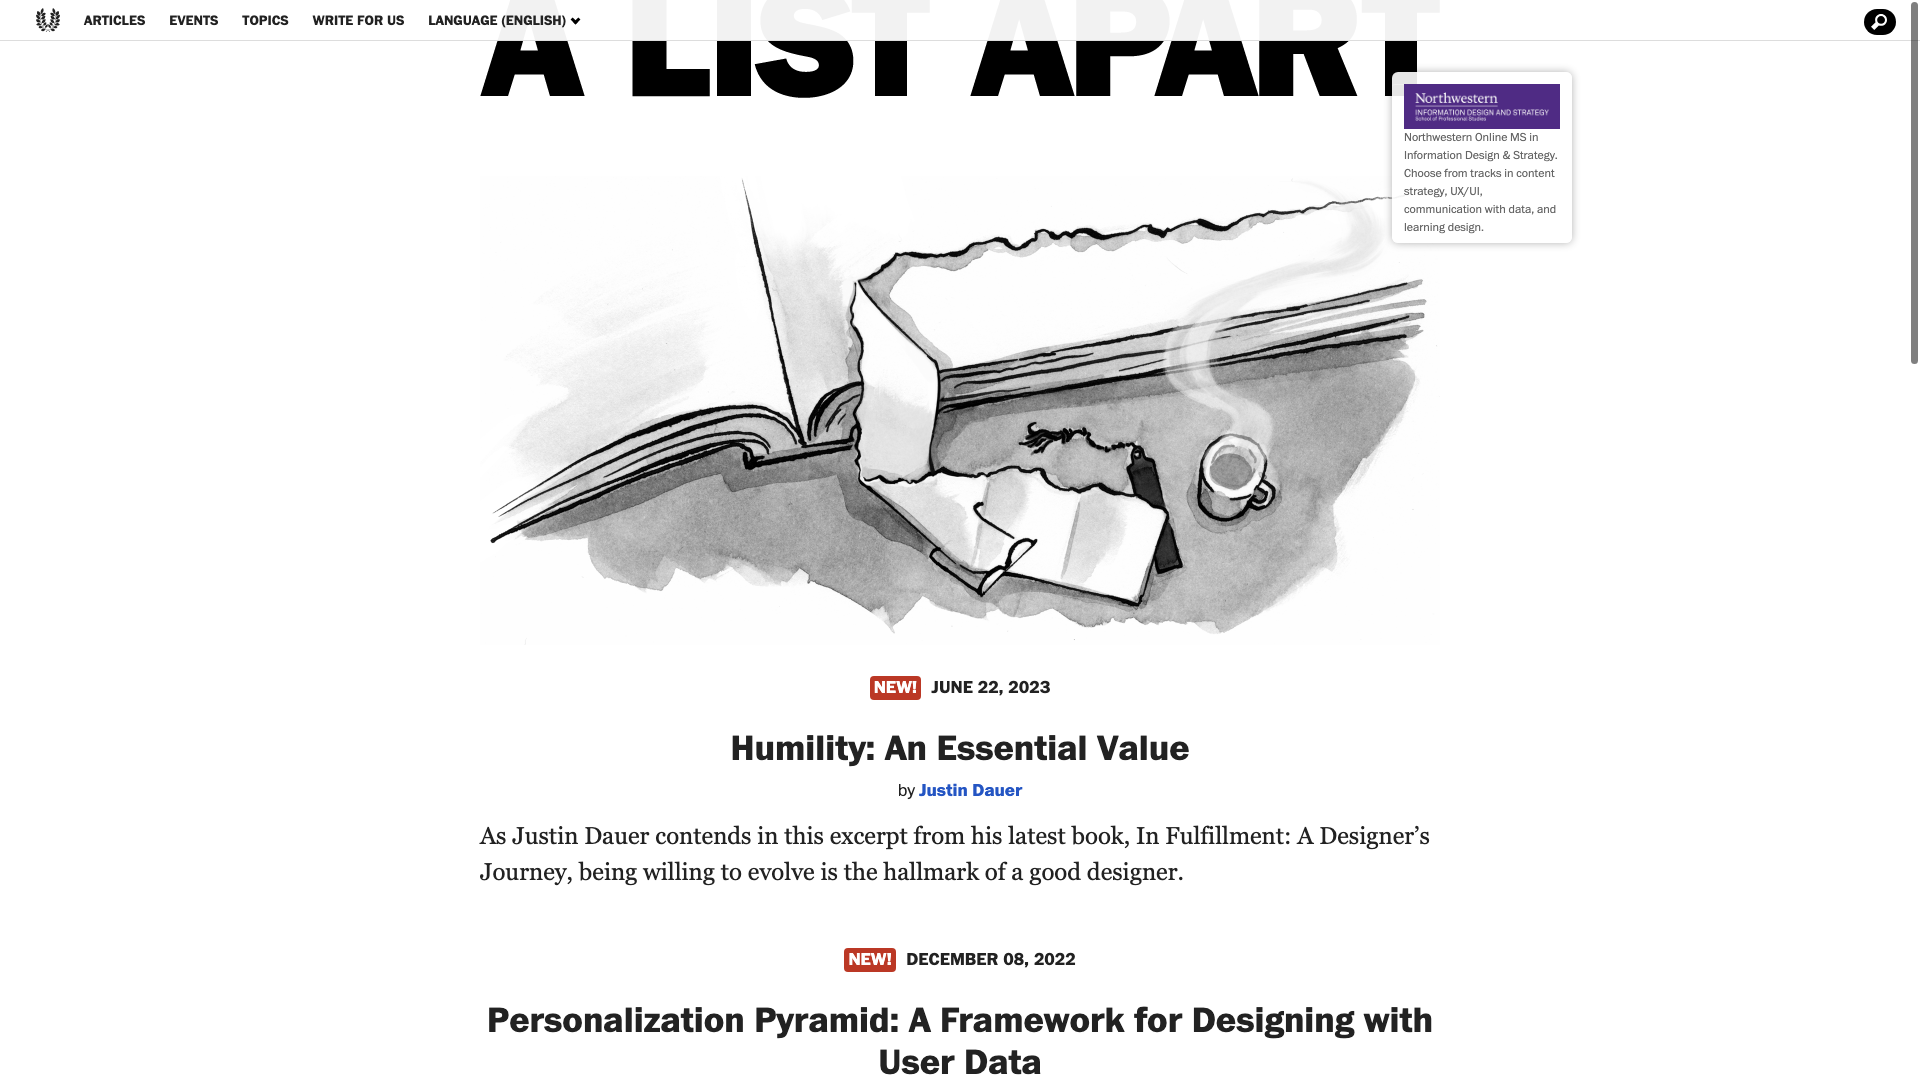 ARTICLES EVENTS TOPICS WRITE FOR US LANGUAGE (ENGLISH)
A LIST APART
Northwestern
INFORMATION DESIGN AND STRATEGY
School of Professional Studies
Northwestern Online MS in
Information Design & Strategy.
Choose from tracks in content
strategy, UX/UI,
communication with data, and
learning design.
NEW! JUNE 22, 2023
Humility: An Essential Value
by Justin Dauer
As Justin Dauer contends in this excerpt from his latest book, In Fulfillment: A Designer’s
Journey, being willing to evolve is the hallmark of a good designer.
NEW! DECEMBER 08, 2022
Personalization Pyramid: A Framework for Designing with
User Data